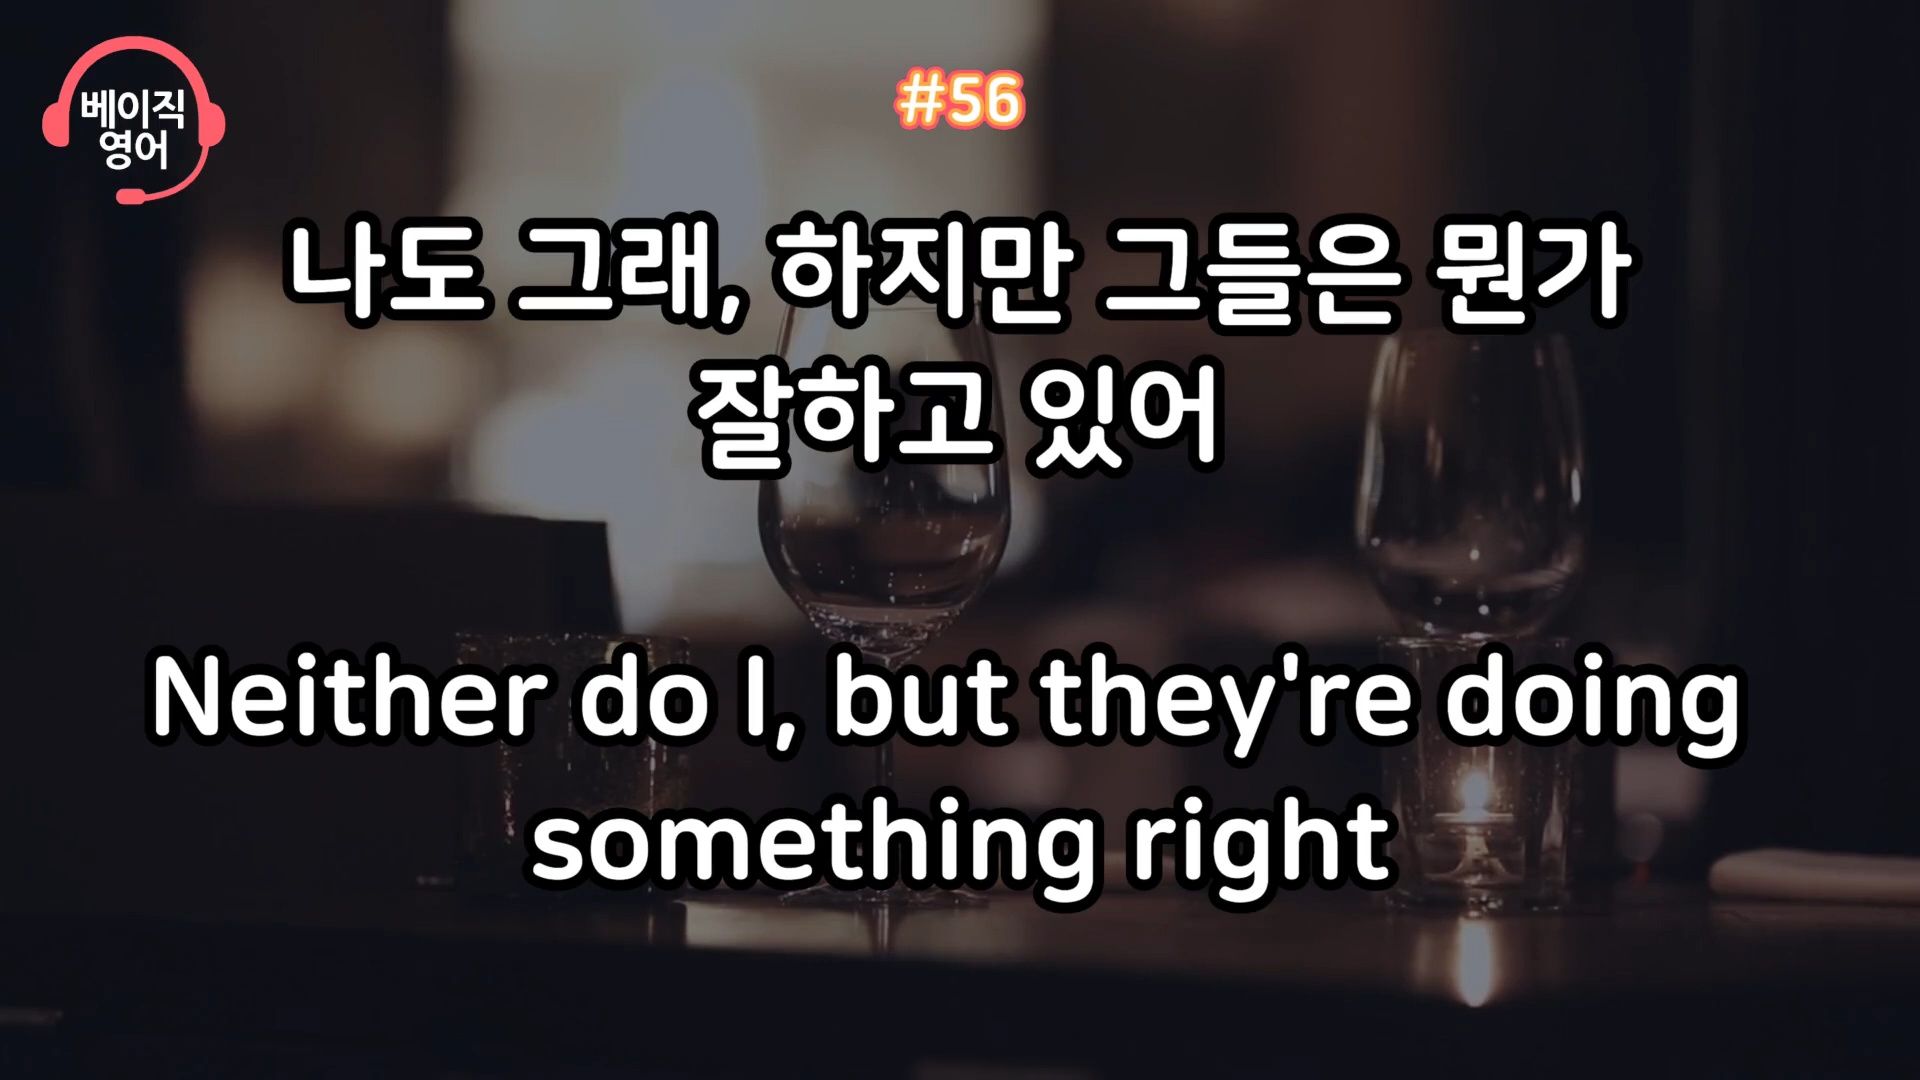 베이직
영어
#56
나도 그래, 하지만 그들은 뭔가
잘하고 있어
Neither do I, but they're doing
something right